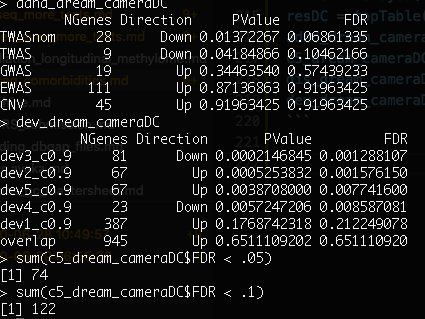 > adhd_dream_cameraDC
NGenes Direction PValue FDR
TWASnom 28 Down 0.01372267 0.06861335
TWAS 9 Down 0.04184866 0.10462166
GWAS 19 Up 0.34463540 0.57439233
EWAS 111 Up 0.87136863 0.91963425
CNV 45 Up 0.91963425 0.91963425
> dev_dream_cameraDC
NGenes Direction PValue FDR
dev3_c0.9 81 Down 0.0002146845 0.001288107
dev2_c0.9 67 Up 0.0005253832 0.001576150
dev5_c0.9 67 Up 0.0038708000 0.007741600
dev4_c0.9 23 Down 0.0057247206 0.008587081
dev1_c0.9 387 Up 0.1768742318 0.212249078
overlap 945 Up 0.6511109202 0.651110920
> sum(c5_dream_cameraDC$FDR < .05)
[1] 74
> sum(c5_dream_cameraDC$FDR < .1)
[1] 122